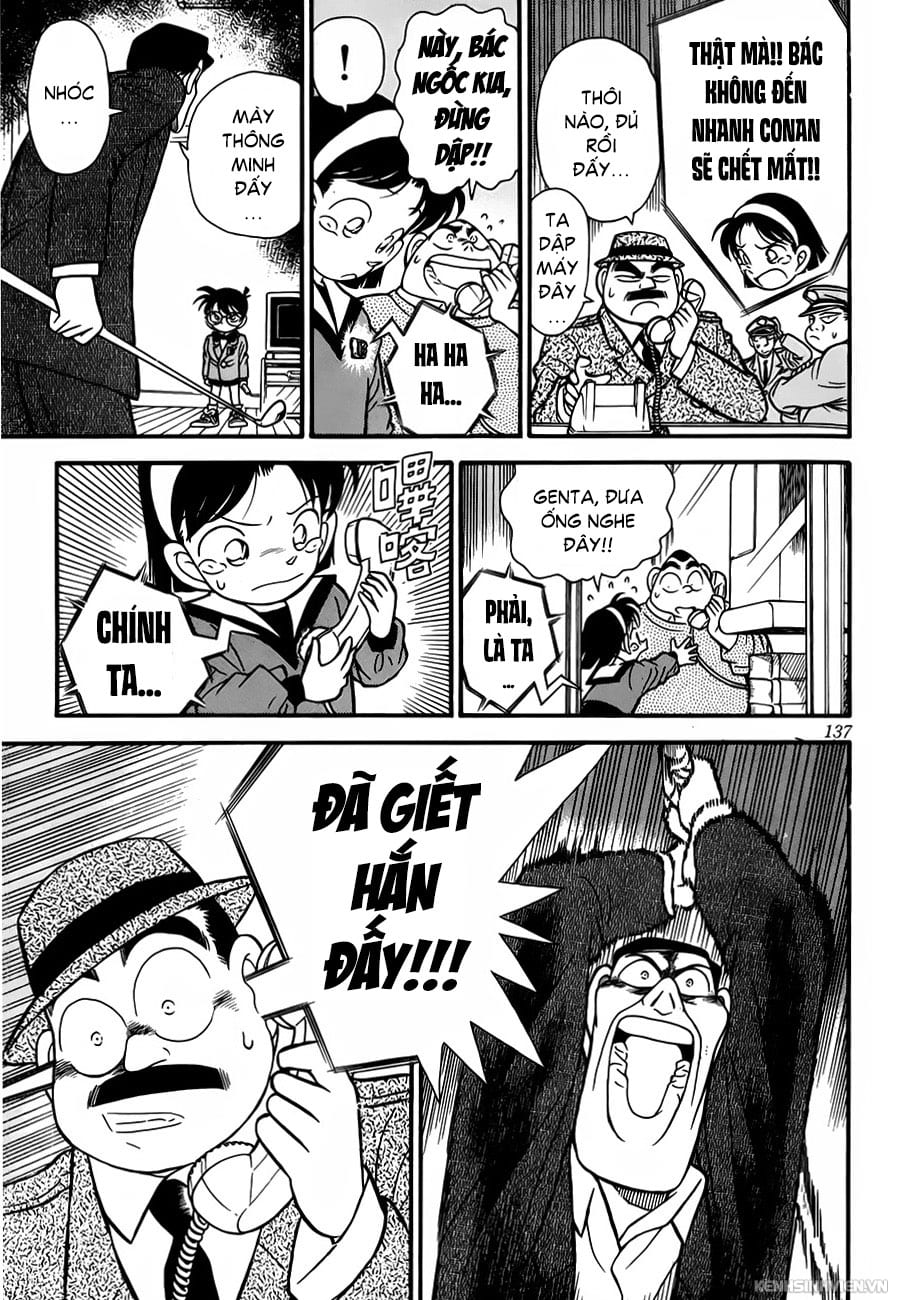 THẬT MÀ!! BÁC
KHÔNG ĐẾN
NHANH CONAN
SẼ CHẾT MẤT!!
THÔI
NÀO, ĐỦ
RỒI
ĐẤY...
TA
DẬP
MÁY
ĐÂY
NÀY, BÁC
NGỐC KIA,
ĐỪNG
DẬP!!
!
HA HA
HA...
MÀY
THÔNG
MINH
ĐẤY
...
NHÓC
...
GENTA, ĐƯA
ỐNG NGHE
ĐÂY!!
PHẢI,
LÀ TA
...
嗶喀
CHÍNH
TA...
137
ĐÃ GIẾT
HẮN
ĐẤY!!!
KENHSINHVIEN.VN